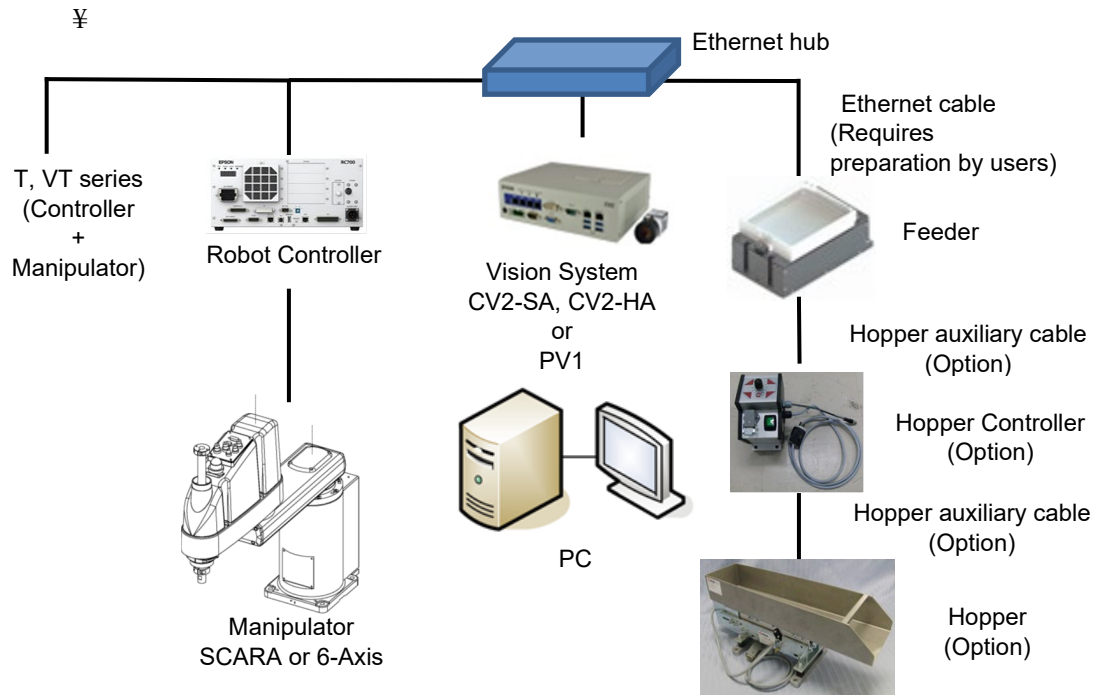 ¥
Ethernet hub
Ethernet cable
(Requires
preparation by users)
T, VT series
(Controller
+
Manipulator)
EPSON
RC700
Robot Controller
Vision System
CV2-SA, CV2-HA
or
PV1
Feeder
Hopper auxiliary cable
(Option)
Hopper Controller
(Option)
Hopper auxiliary cable
(Option)
PC
Manipulator
SCARA or 6-Axis
Hopper
(Option)